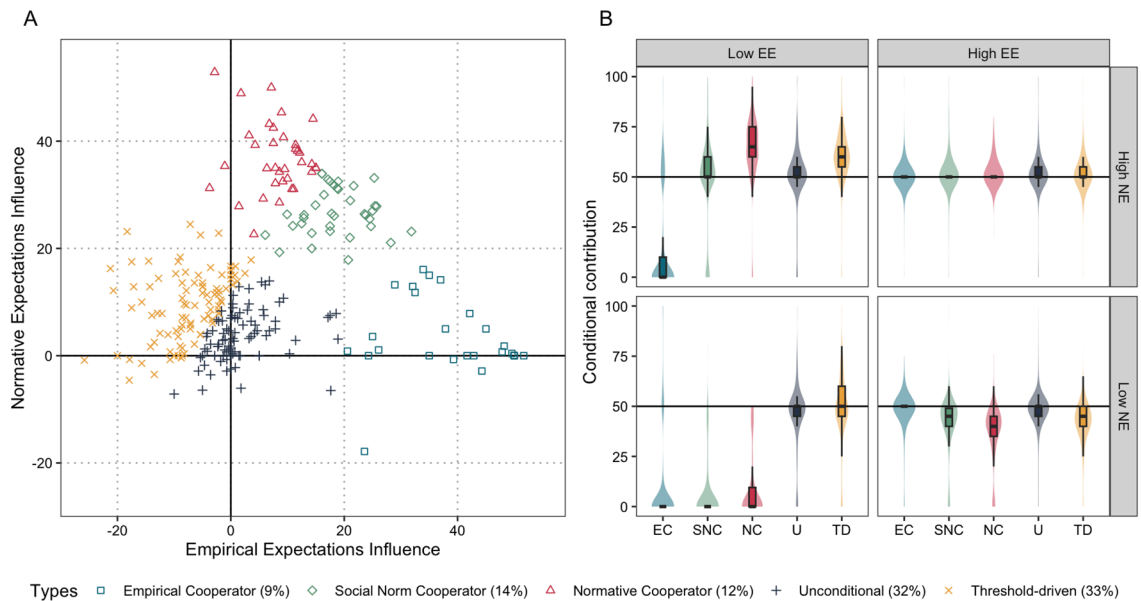 A
Normative Expectations Influence
40
20
0
-20
-20
0
20
40
Empirical Expectations Influence
B
Low EE
High EE
Conditional contribution
100
75
50
25
0
High NE
100
75
50
25
0
Low NE
EC SNC NC U TD
EC SNC NC U TD
Types Empirical Cooperator (9%) Social Norm Cooperator (14%) Normative Cooperator (12%) Unconditional (32%) Threshold-driven (33%)